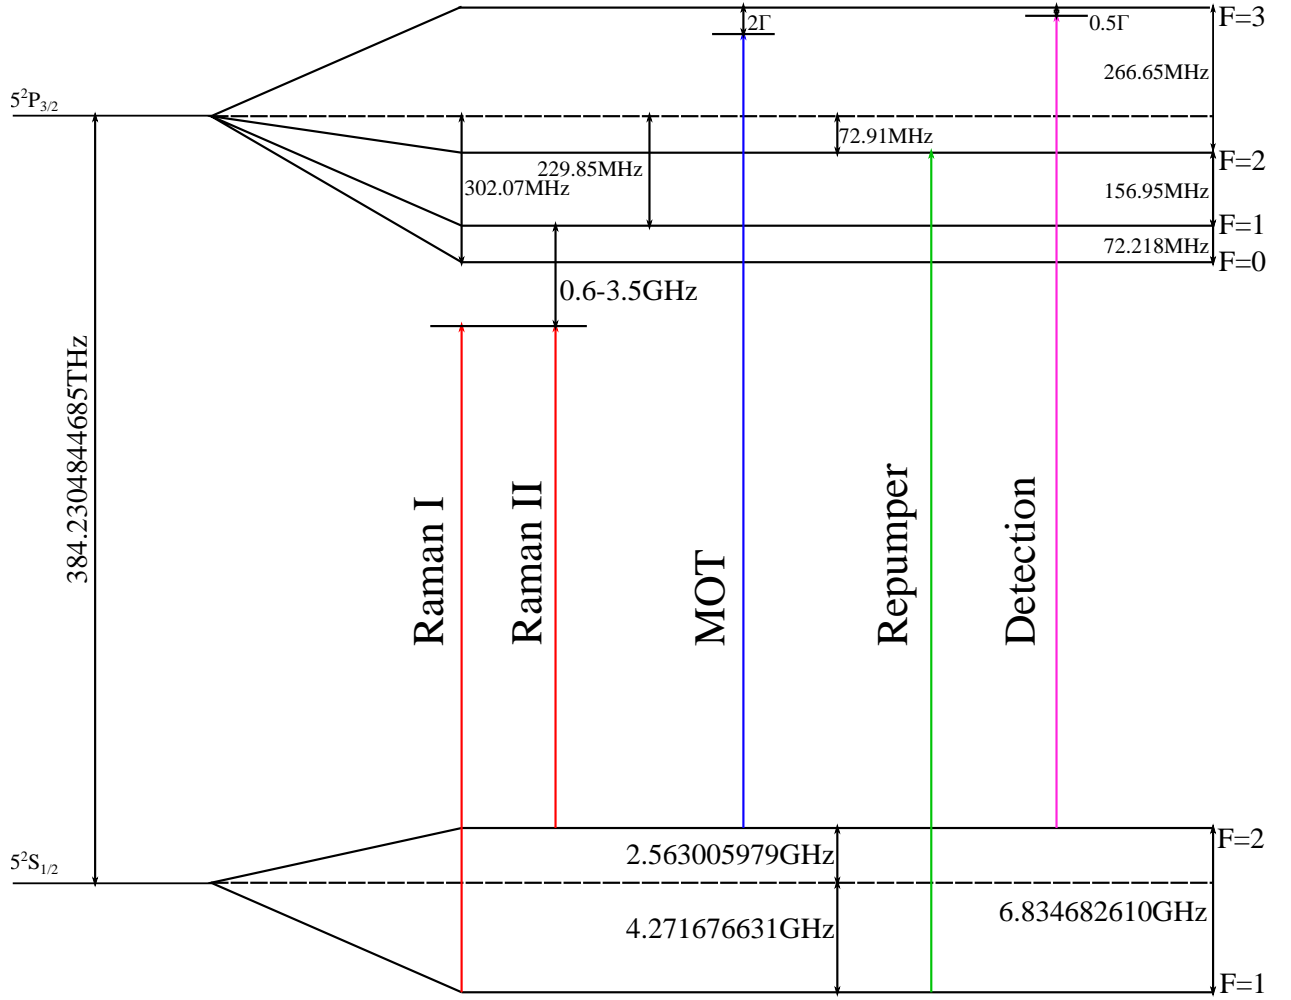 F=3
2Γ
0.5Γ
266.65MHz
5²P₃/₂
72.91MHz
F=2
229.85MHz
302.07MHz
156.95MHz
F=1
72.218MHz
F=0
0.6-3.5GHz
384.2304844685THz
Raman I
Raman II
MOT
Repumper
Detection
F=2
2.563005979GHz
5²S₁/₂
6.834682610GHz
4.271676631GHz
F=1